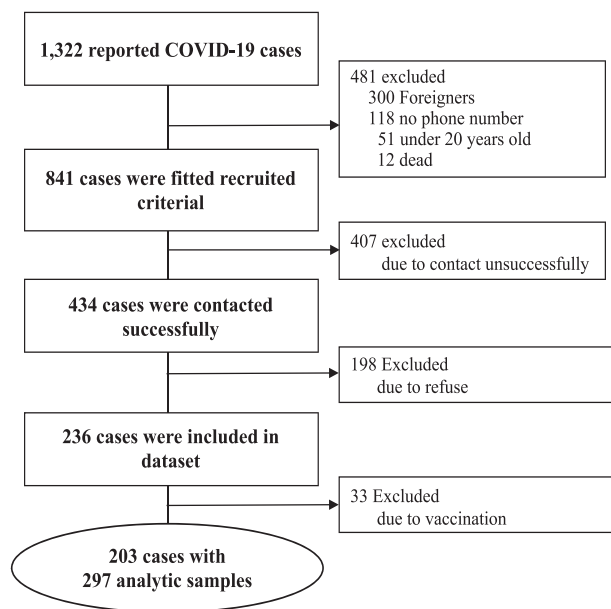 1,322 reported COVID-19 cases
481 excluded
300 Foreigners
118 no phone number
51 under 20 years old
12 dead
841 cases were fitted recruited
criterial
407 excluded
due to contact unsuccessfully
434 cases were contacted
successfully
198 Excluded
due to refuse
236 cases were included in
dataset
33 Excluded
due to vaccination
203 cases with
297 analytic samples